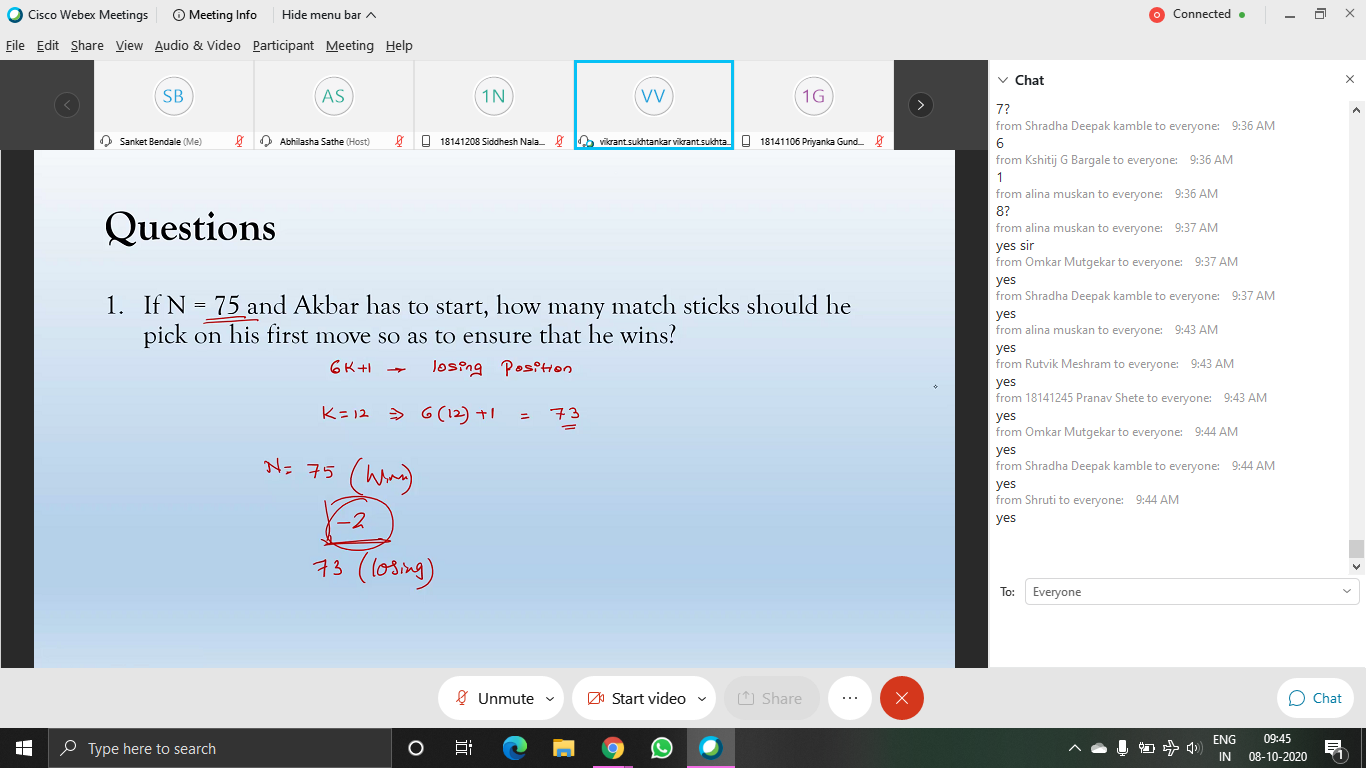 Cisco Webex Meetings
Meeting Info
Hide menu bar
Connected
File Edit Share View Audio & Video Participant Meeting Help
SB
AS
1N
VV
1G
Sanket Bendale (Me)
Abhilasha Sathe (Host)
18141208 Siddhesh Nala...
vikrant.sukhtankar vikrant.sukhta...
18141106 Priyanka Gund...
Questions
1. If N = 75 and Akbar has to start, how many match sticks should he
pick on his first move so as to ensure that he wins?
6K+1 → losing Position
K=12 ⇒ 6(12)+1 = 73
N= 75 (Win)
-2
73 (losing)
Chat
7?
from Shradha Deepak kamble to everyone: 9:36 AM
6
from Kshitij G Bargale to everyone: 9:36 AM
1
from alina muskan to everyone: 9:36 AM
8?
from alina muskan to everyone: 9:37 AM
yes sir
from Omkar Mutgekar to everyone: 9:37 AM
yes
from Shradha Deepak kamble to everyone: 9:37 AM
yes
from alina muskan to everyone: 9:43 AM
yes
from Rutvik Meshram to everyone: 9:43 AM
yes
from 18141245 Pranav Shete to everyone: 9:43 AM
yes
from Omkar Mutgekar to everyone: 9:44 AM
yes
from Shradha Deepak kamble to everyone: 9:44 AM
yes
from Shruti to everyone: 9:44 AM
yes
To: Everyone
Unmute
Start video
Share
Chat
Type here to search
ENG
IN
09:45
08-10-2020
1